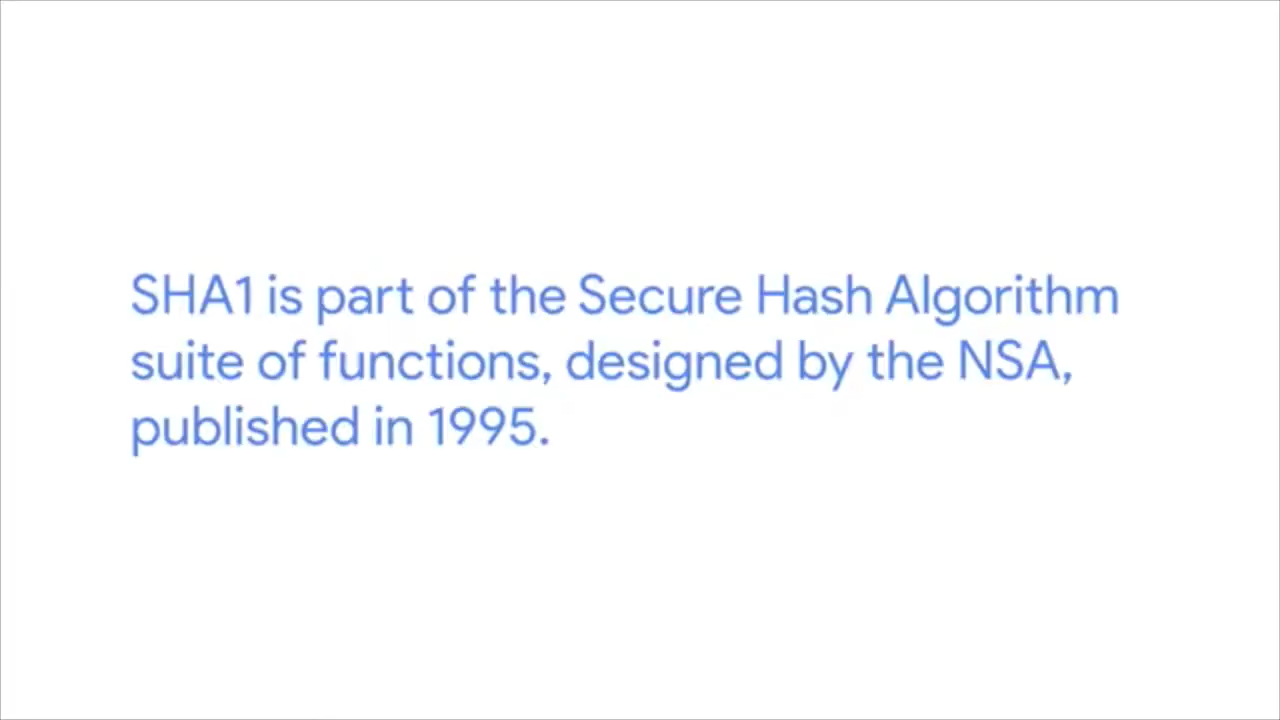 SHA1 is part of the Secure Hash Algorithm
suite of functions, designed by the NSA,
published in 1995.